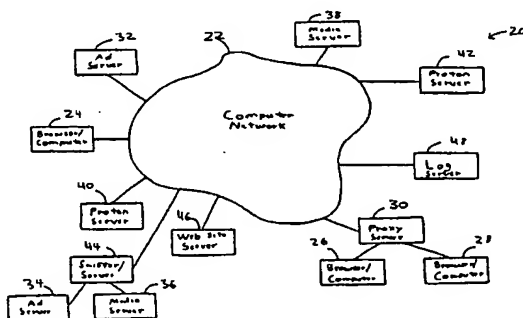 38
20
32
22
Media
Server
42
Ad
Server
Proton
Server
24
Computer
Network
Browser/
Computer
48
Log
Server
40
30
Proton
Server
46
Proxy
Server
44
Web Site
Server
26
28
Server
34
36
Browser/
Computer
Browser/
Computer
Ad
Server
Media
Server